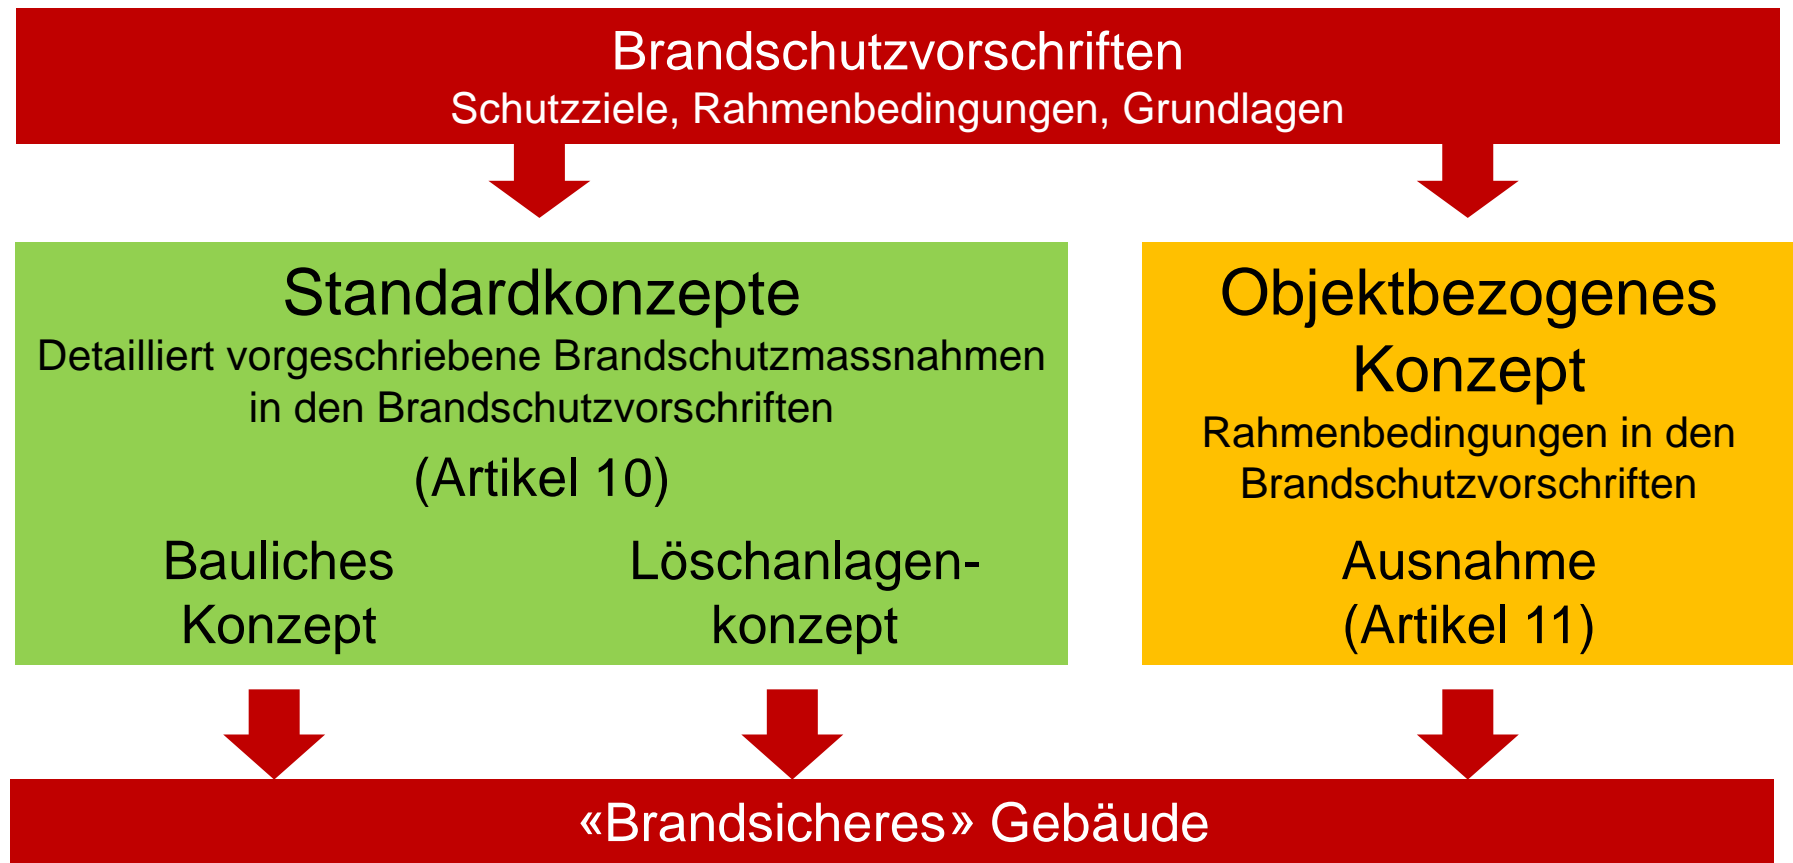 Brandschutzvorschriften
Schutzziele, Rahmenbedingungen, Grundlagen
Standardkonzepte
Detailliert vorgeschriebene Brandschutzmassnahmen
in den Brandschutzvorschriften
(Artikel 10)
Bauliches
Konzept
Löschanlagen-
konzept
Objektbezogenes
Konzept
Rahmenbedingungen in den
Brandschutzvorschriften
Ausnahme
(Artikel 11)
«Brandsicheres» Gebäude